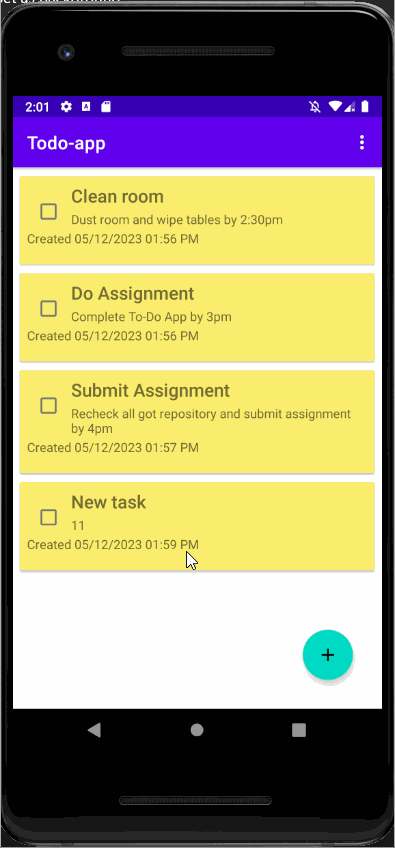 2:01
Todo-app
Clean room
Dust room and wipe tables by 2:30pm
Created 05/12/2023 01:56 PM
Do Assignment
Complete To-Do App by 3pm
Created 05/12/2023 01:56 PM
Submit Assignment
Recheck all got repository and submit assignment
by 4pm
Created 05/12/2023 01:57 PM
New task
11
Created 05/12/2023 01:59 PM
+